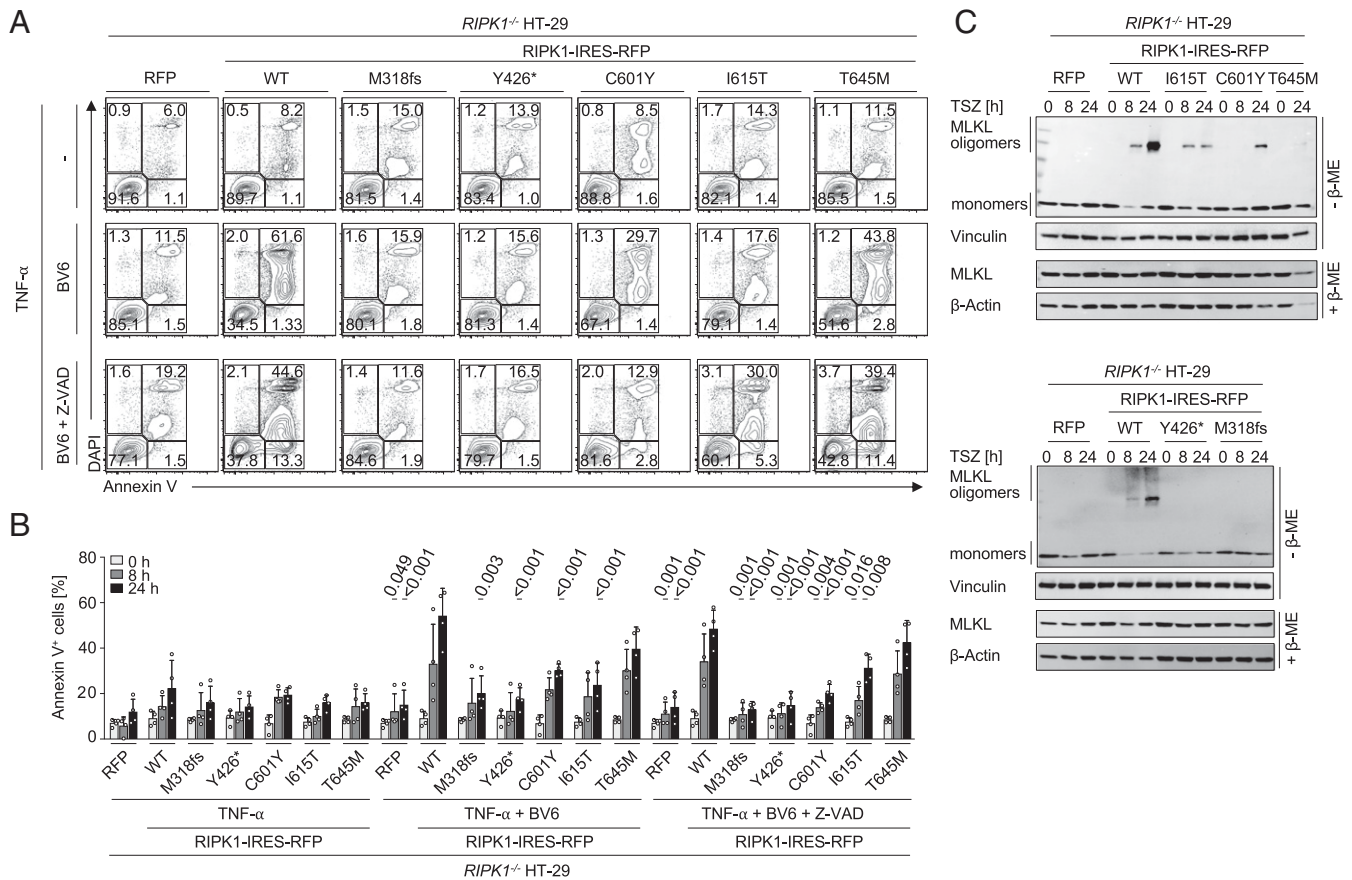 A
RIPK1-/- HT-29
RIPK1-IRES-RFP
RFP WT M318fs Y426* C601Y I615T T645M
TNF-α
-
0.9 6.0 0.5 8.2 1.5 15.0 1.2 13.9 0.8 8.5 1.7 14.3 1.1 11.5
91.6 1.1 89.7 1.1 81.5 1.4 83.4 1.0 88.8 1.6 82.1 1.4 85.5 1.5
BV6
1.3 11.5 2.0 61.6 1.6 15.9 1.2 15.6 1.3 29.7 1.4 17.6 1.2 43.8
85.1 1.5 34.5 1.33 80.1 1.8 81.3 1.4 67.1 1.4 79.1 1.4 51.6 2.8
BV6 + Z-VAD
1.6 19.2 2.1 44.6 1.4 11.6 1.7 16.5 2.0 12.9 3.1 30.0 3.7 39.4
77.1 1.5 37.8 13.3 84.6 1.9 79.7 1.5 81.6 2.8 60.1 5.3 42.8 11.4
DAPI
Annexin V
B
Annexin V+ cells [%]
80
60
40
20
0
0 h
8 h
24 h
0.049 <0.001 0.003 <0.001 <0.001 <0.001 0.001 <0.001 0.001 <0.001 0.001 <0.001 0.004 <0.001 0.016 0.008
RFP WT M318fs Y426* C601Y I615T T645M RFP WT M318fs Y426* C601Y I615T T645M RFP WT M318fs Y426* C601Y I615T T645M
TNF-α TNF-α + BV6 TNF-α + BV6 + Z-VAD
RIPK1-IRES-RFP RIPK1-IRES-RFP RIPK1-IRES-RFP
RIPK1-/- HT-29
C
RIPK1-/- HT-29
RIPK1-IRES-RFP
RFP WT I615T C601Y T645M
TSZ [h] 0 8 24 0 8 24 0 8 24 0 8 24 0 24
MLKL
oligomers
monomers
Vinculin
- β-ME
MLKL
β-Actin
+ β-ME
RIPK1-/- HT-29
RIPK1-IRES-RFP
RFP WT Y426* M318fs
TSZ [h] 0 8 24 0 8 24 0 8 24 0 8 24
MLKL
oligomers
monomers
Vinculin
- β-ME
MLKL
β-Actin
+ β-ME